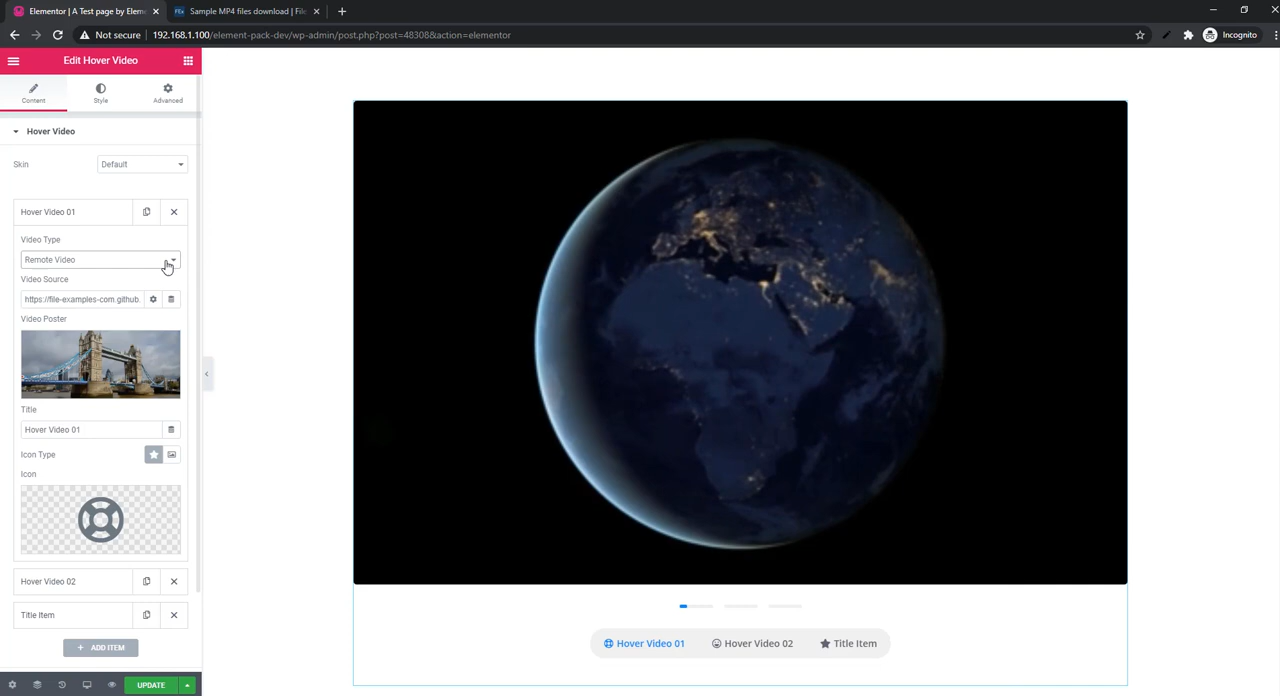 Elementor | A Test page by Elem
Sample MP4 files download | File
Not secure
192.168.1.100/element-pack-dev/wp-admin/post.php?post=48308&action=elementor
Incognito
Edit Hover Video
Content
Style
Advanced
Hover Video
Skin
Default
Hover Video 01
Video Type
Remote Video
Video Source
https://file-examples-com.github.
Video Poster
Title
Hover Video 01
Icon Type
Icon
Hover Video 02
Title Item
+ ADD ITEM
UPDATE
Hover Video 01
Hover Video 02
Title Item